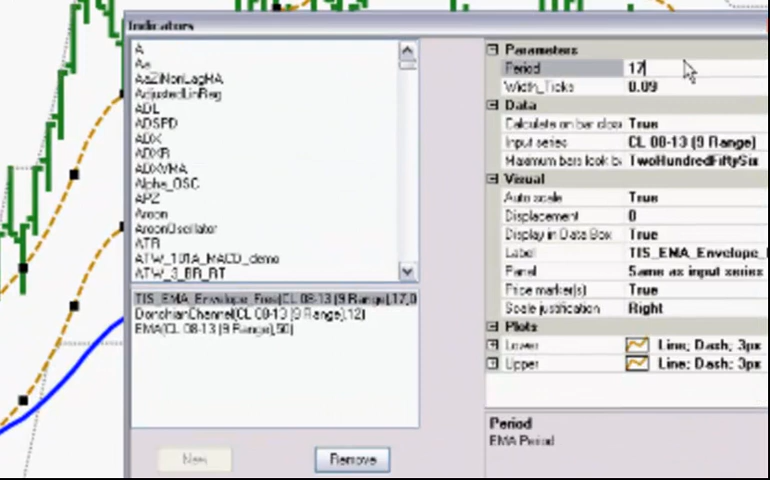 Indicators
A
Aa
AaZiNonLagMA
AdjustedLinReg
ADL
ADSPD
ADX
ADXR
ADXVMA
Alpha_OSC
APZ
Aroon
AroonOscillator
ATR
ATW_101A_MACD_demo
ATW_3_BR_RT
TIS_EMA_Envelope_Free(CL 08-13 (9 Range),17,0
DonchianChannel(CL 08-13 (9 Range),12)
EMA(CL 08-13 (9 Range),50)
New
Remove
Parameters
Period 17
Width_Ticks 0.09
Data
Calculate on bar clos True
Input series CL 08-13 (9 Range)
Maximum bars look b TwoHundredFiftySix
Visual
Auto scale True
Displacement 0
Display in Data Box True
Label TIS_EMA_Envelope_
Panel Same as input series
Price marker(s) True
Scale justification Right
Plots
Lower Line; Dash; 3px
Upper Line; Dash; 3px
Period
EMA Period